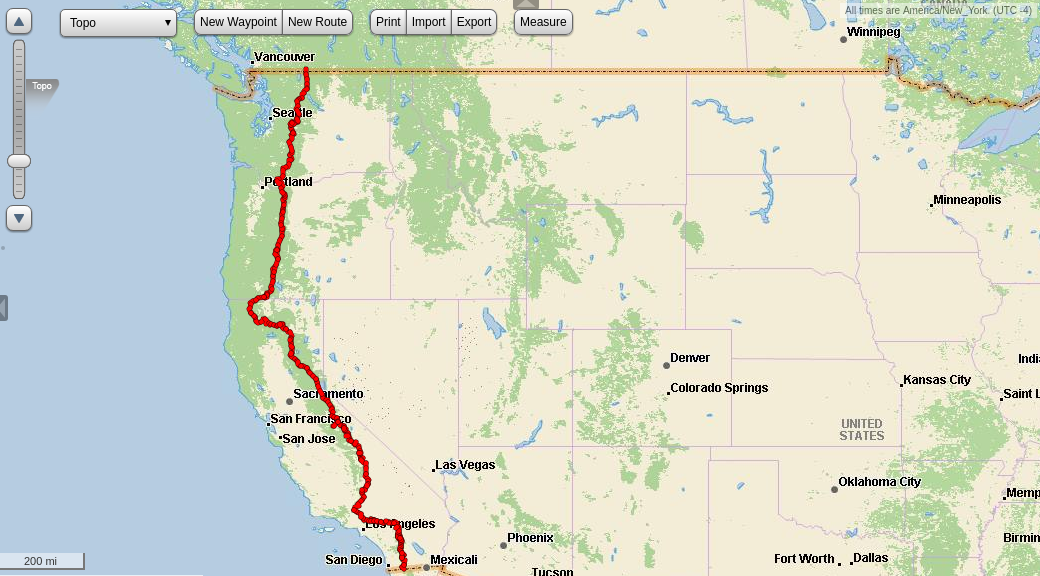 All times are America/New_York. (UTC -4)
Topo
New Waypoint New Route
Print Import Export
Measure
Winnipeg
Vancouver
Topo
Seattle
Portland
Minneapolis
Denver
Colorado Springs
Kansas City
Indi
Saint L
Sacramento
San Francisco
San Jose
UNITED
STATES
Las Vegas
Oklahoma City
Memp
Los Angeles
Phoenix
Birmin
San Diego
Mexicali
Fort Worth
Dallas
Tucson
200 mi